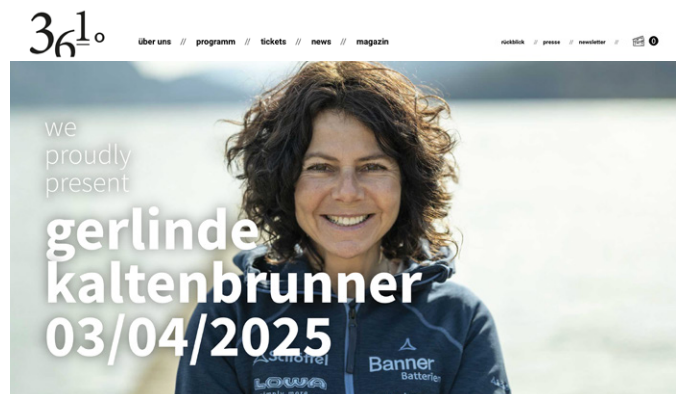 361°
über uns // programm // tickets // news // magazin
rückblick // presse // newsletter // 0
we
proudly
present
gerlinde
kaltenbrunner
03/04/2025
Schöffel
Banner
Batterien
LOWA